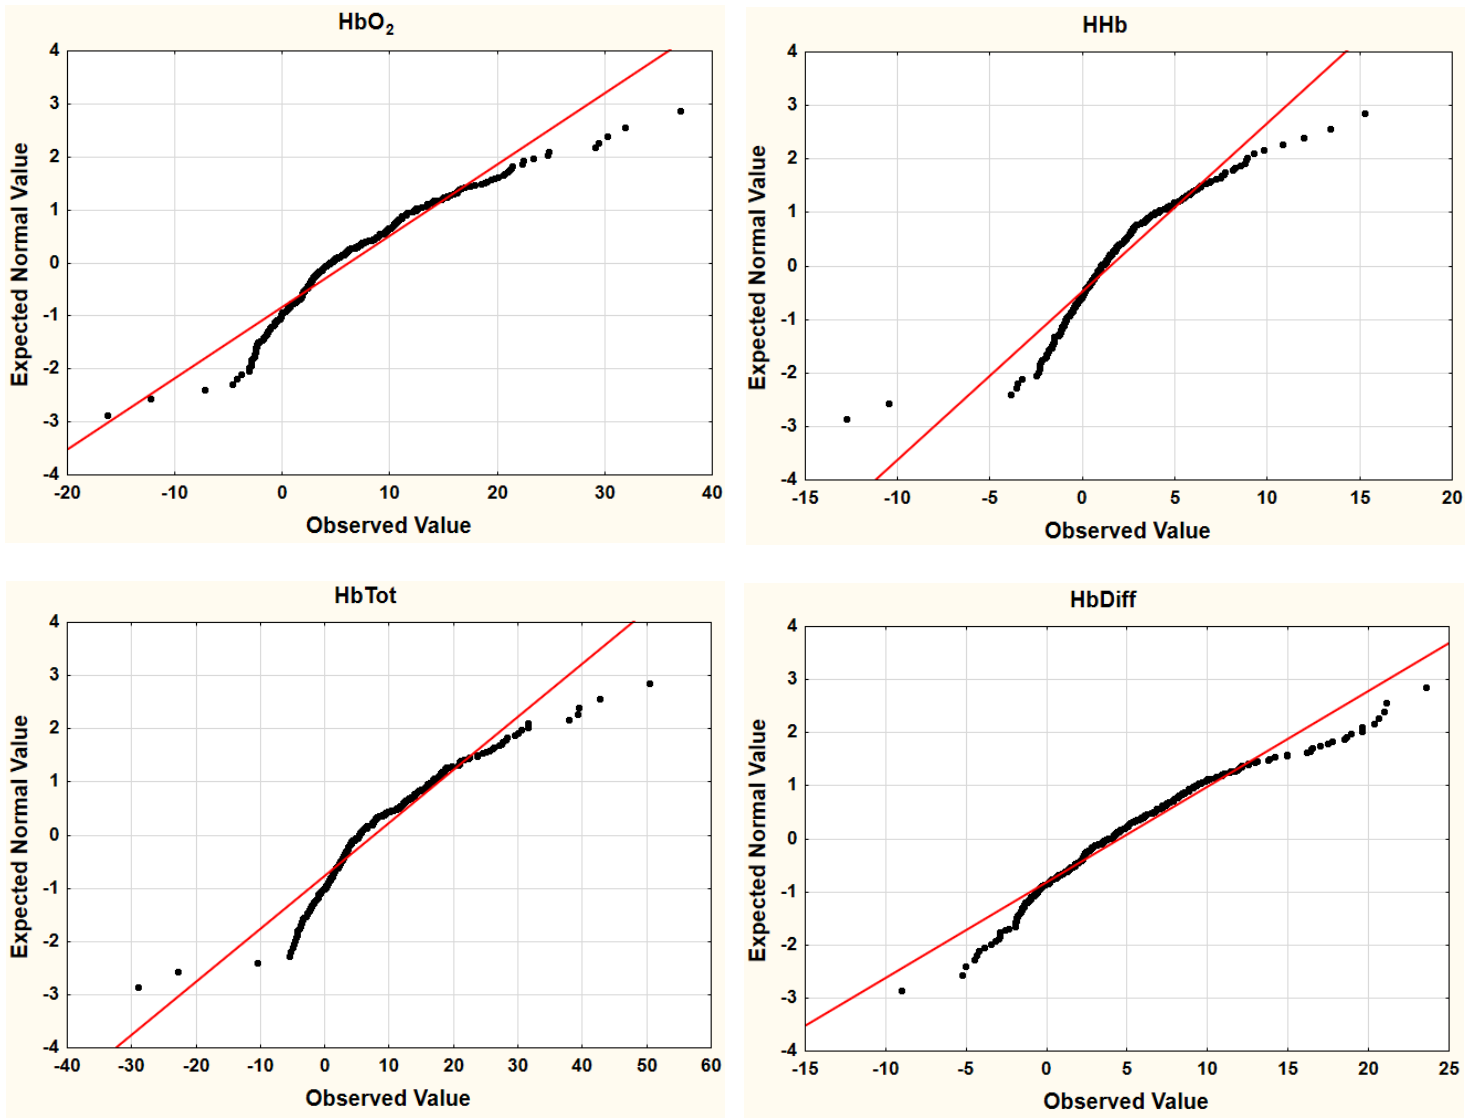 HbO2
4
3
2
1
0
-1
-2
-3
-4
Expected Normal Value
-20 -10 0 10 20 30 40
Observed Value
HHb
4
3
2
1
0
-1
-2
-3
-4
Expected Normal Value
-15 -10 -5 0 5 10 15 20
Observed Value
HbTot
4
3
2
1
0
-1
-2
-3
-4
Expected Normal Value
-40 -30 -20 -10 0 10 20 30 40 50 60
Observed Value
HbDiff
4
3
2
1
0
-1
-2
-3
-4
Expected Normal Value
-15 -10 -5 0 5 10 15 20 25
Observed Value